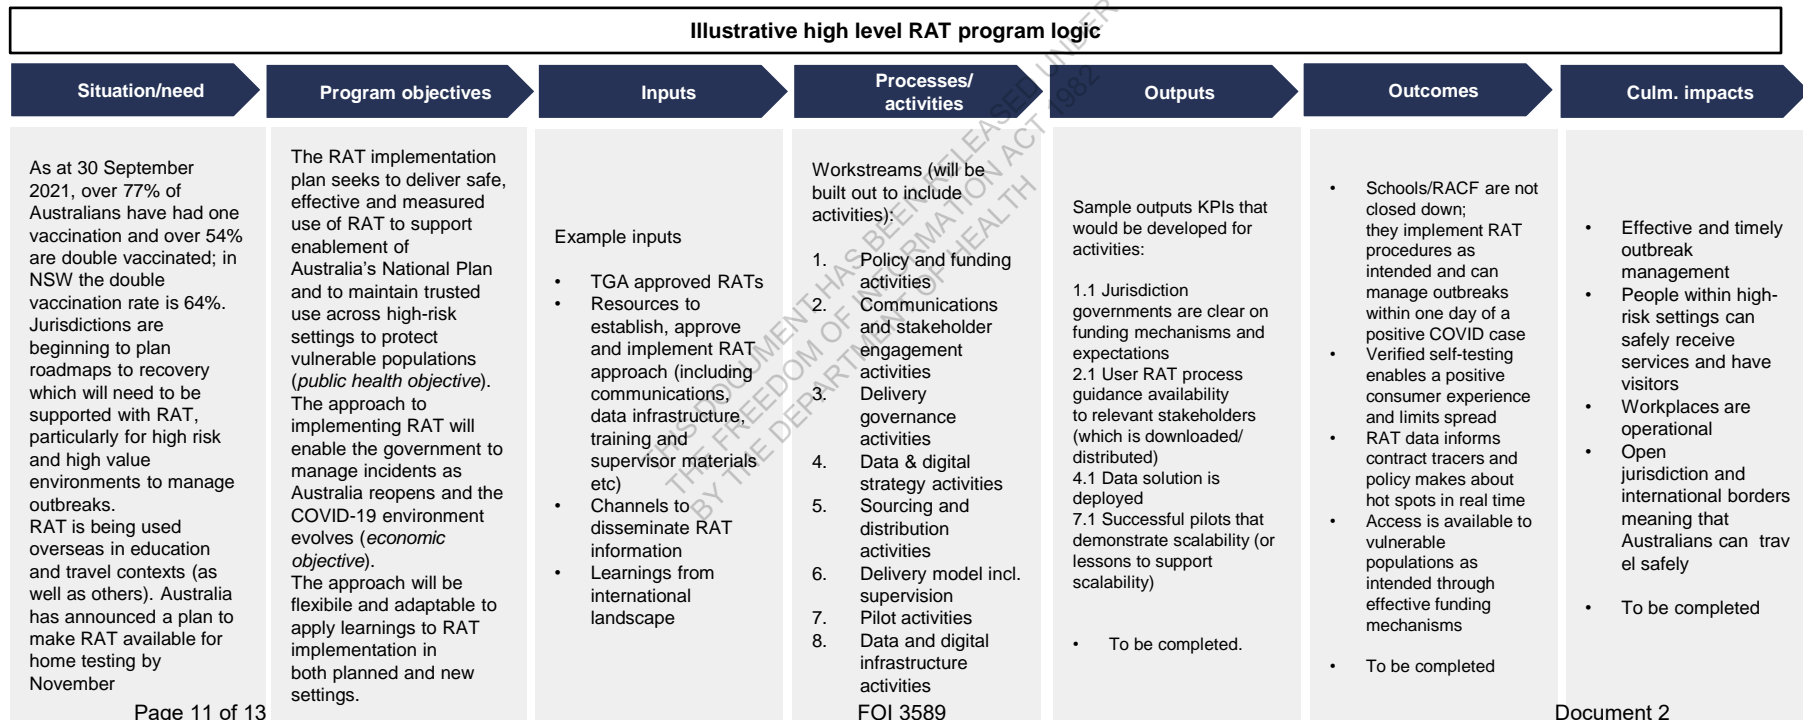 Illustrative high level RAT program logic
Situation/need
Program objectives
Inputs
Processes/
activities
Outputs
Outcomes
Culm. impacts
As at 30 September
2021, over 77% of
Australians have had one
vaccination and over 54%
are double vaccinated; in
NSW the double
vaccination rate is 64%.
Jurisdictions are
beginning to plan
roadmaps to recovery
which will need to be
supported with RAT,
particularly for high risk
and high value
environments to manage
outbreaks.
RAT is being used
overseas in education
and travel contexts (as
well as others). Australia
has announced a plan to
make RAT available for
home testing by
November
The RAT implementation
plan seeks to deliver safe,
effective and measured
use of RAT to support
enablement of
Australia's National Plan
and to maintain trusted
use across high-risk
settings to protect
vulnerable populations
(public health objective).
The approach to
implementing RAT will
enable the government to
manage incidents as
Australia reopens and the
COVID-19 environment
evolves (economic
objective).
The approach will be
flexibile and adaptable to
apply learnings to RAT
implementation in
both planned and new
settings.
Example inputs
• TGA approved RATs
• Resources to
establish, approve
and implement RAT
approach (including
communications,
data infrastructure,
training and
supervisor materials
etc)
• Channels to
disseminate RAT
information
• Learnings from
international
landscape
Workstreams (will be
built out to include
activities):
1. Policy and funding
activities
2. Communications
and stakeholder
engagement
activities
3. Delivery
governance
activities
4. Data & digital
strategy activities
5. Sourcing and
distribution
activities
6. Delivery model incl.
supervision
7. Pilot activities
8. Data and digital
infrastructure
activities
Sample outputs KPIs that
would be developed for
activities:
1.1 Jurisdiction
governments are clear on
funding mechanisms and
expectations
2.1 User RAT process
guidance availability
to relevant stakeholders
(which is downloaded/
distributed)
4.1 Data solution is
deployed
7.1 Successful pilots that
demonstrate scalability (or
lessons to support
scalability)
• To be completed.
• Schools/RACF are not
closed down;
they implement RAT
procedures as
intended and can
manage outbreaks
within one day of a
positive COVID case
• Verified self-testing
enables a positive
consumer experience
and limits spread
• RAT data informs
contract tracers and
policy makes about
hot spots in real time
• Access is available to
vulnerable
populations as
intended through
effective funding
mechanisms
• To be completed
• Effective and timely
outbreak
management
• People within high-
risk settings can
safely receive
services and have
visitors
• Workplaces are
operational
• Open
jurisdiction and
international borders
meaning that
Australians can trav
el safely
• To be completed
THIS DOCUMENT HAS BEEN RELEASED UNDER
THE FREEDOM OF INFORMATION ACT 1982
BY THE DEPARTMENT OF HEALTH
Page 11 of 13
FOI 3589
Document 2